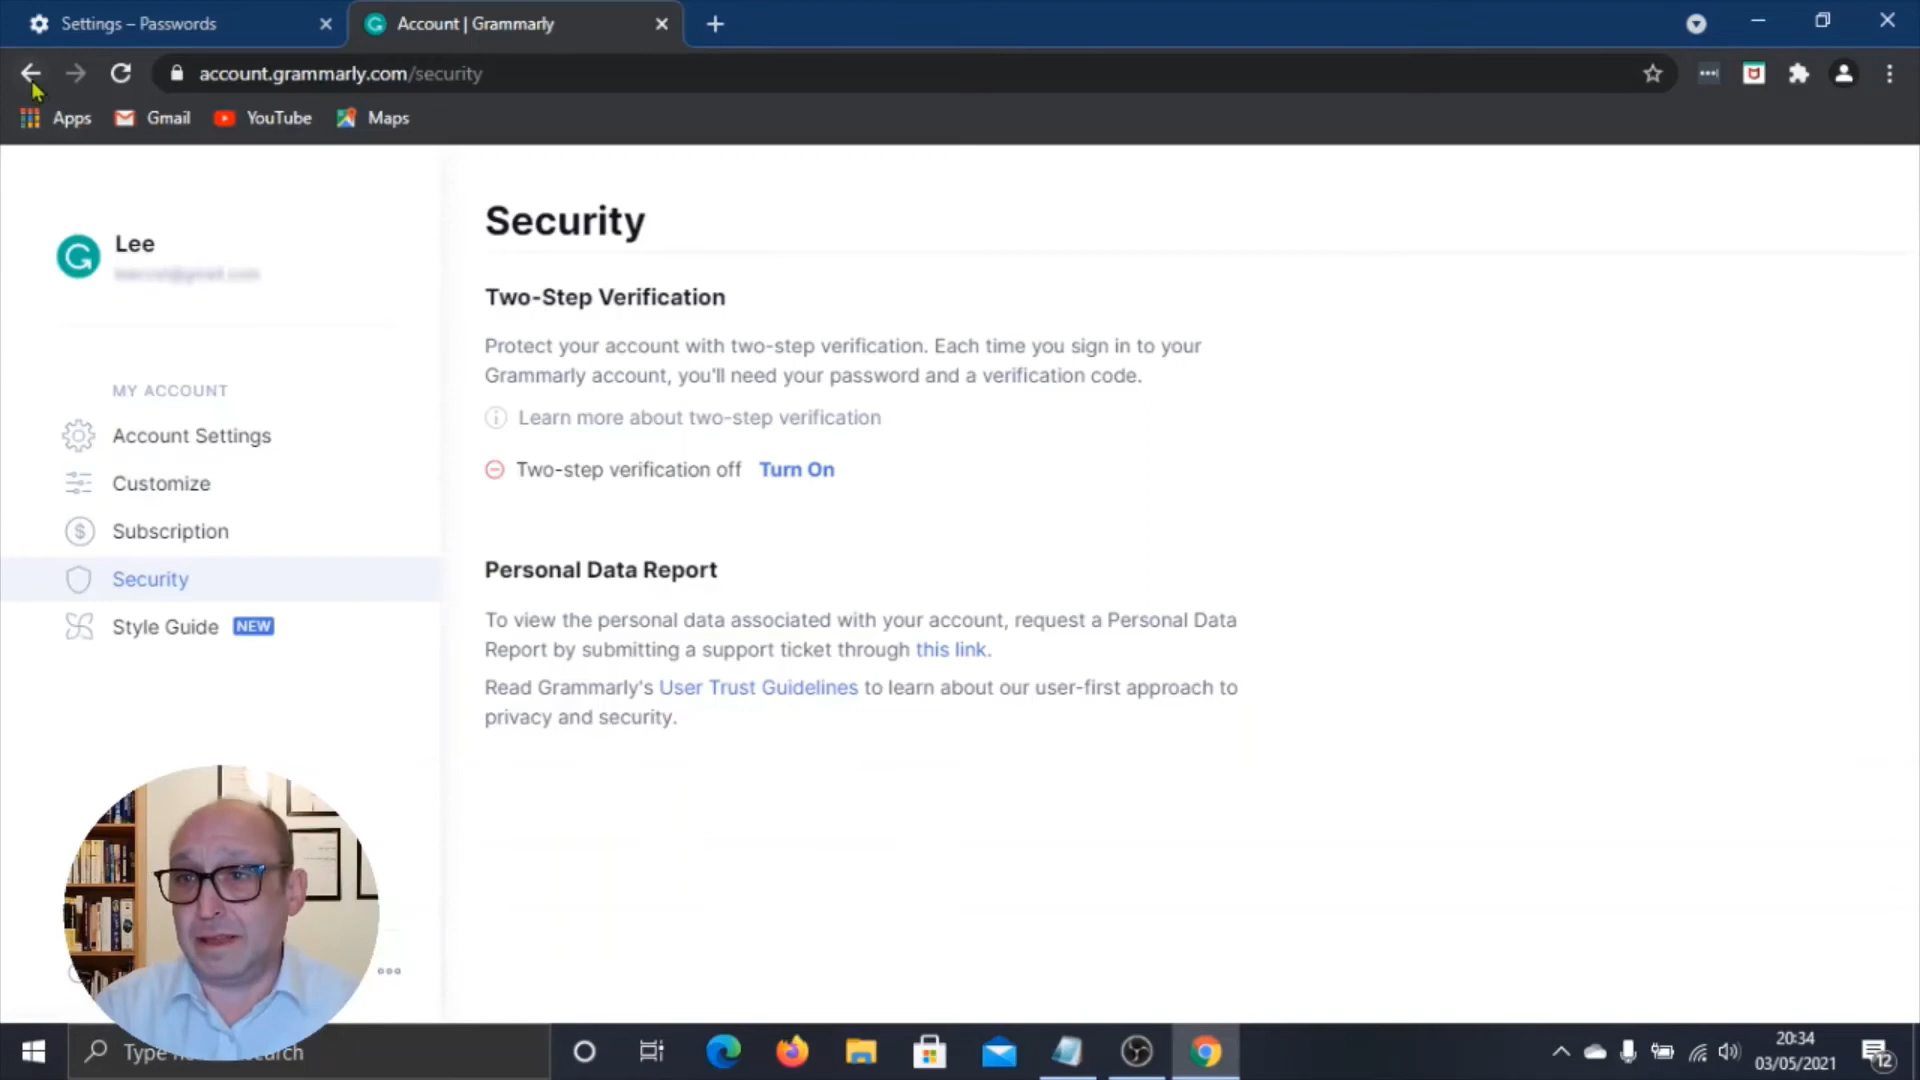 Settings – Passwords
Account | Grammarly
account.grammarly.com/security
Apps
Gmail
YouTube
Maps
Lee
MY ACCOUNT
Account Settings
Customize
Subscription
Security
Style Guide NEW
Security
Two-Step Verification
Protect your account with two-step verification. Each time you sign in to your
Grammarly account, you'll need your password and a verification code.
Learn more about two-step verification
Two-step verification off Turn On
Personal Data Report
To view the personal data associated with your account, request a Personal Data
Report by submitting a support ticket through this link.
Read Grammarly's User Trust Guidelines to learn about our user-first approach to
privacy and security.
20:34
03/05/2021
12